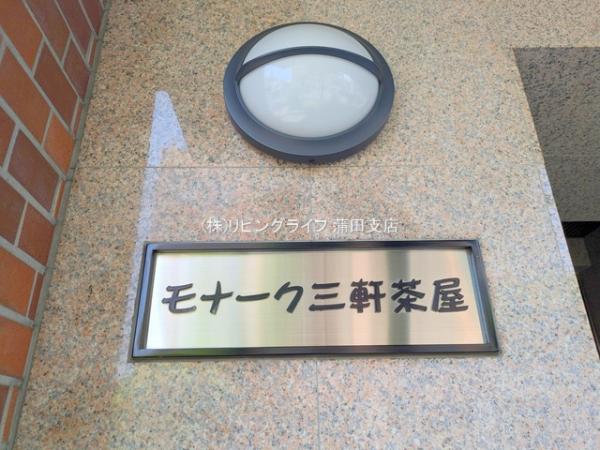 (株)リビングライフ 蒲田支店
モナーク三軒茶屋